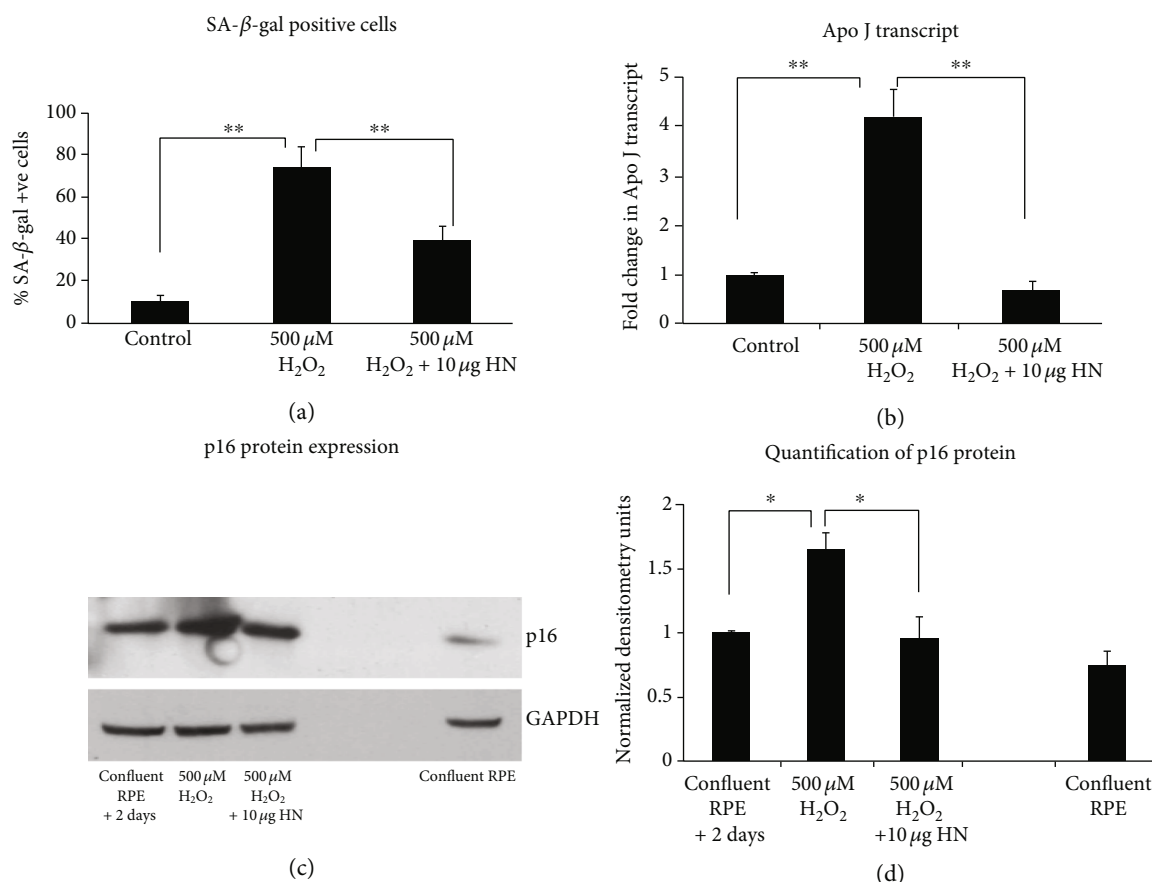 SA-β-gal positive cells
% SA-β-gal +ve cells
100
80
60
40
20
0
**
**
Control
500 μM
H₂O₂
500 μM
H₂O₂ + 10 μg HN
(a)
Apo J transcript
Fold change in Apo J transcript
5
4
4
3
2
1
0
**
**
Control
500 μM
H₂O₂
500 μM
H₂O₂ + 10 μg HN
(b)
p16 protein expression
p16
GAPDH
Confluent
RPE
+ 2 days
500 μM
H₂O₂
500 μM
H₂O₂
+ 10 μg HN
Confluent RPE
(c)
Quantification of p16 protein
Normalized densitometry units
2
1.5
1
0.5
0
*
*
Confluent
RPE
+ 2 days
500 μM
H₂O₂
500 μM
H₂O₂
+10 μg HN
Confluent
RPE
(d)